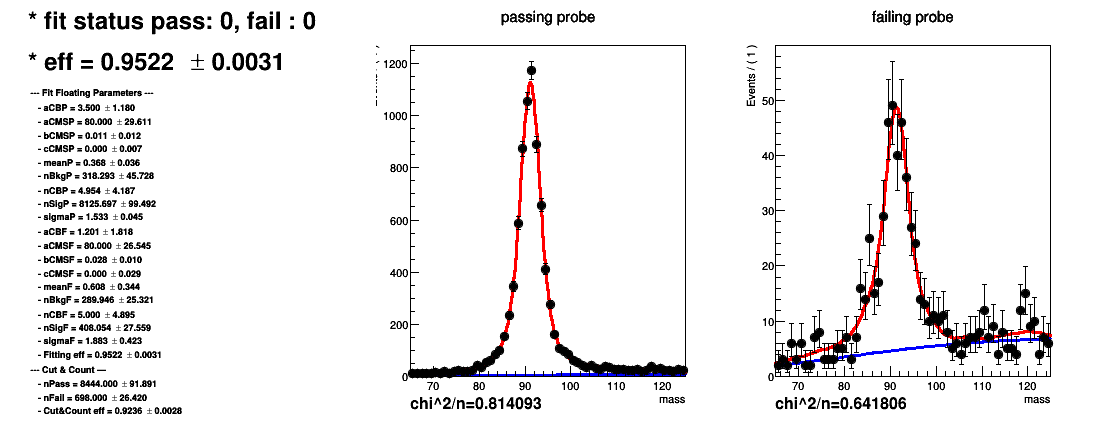 * fit status pass: 0, fail : 0
* eff = 0.9522 ± 0.0031
--- Fit Floating Parameters ---
- aCBP = 3.500 ± 1.180
- aCMSP = 80.000 ± 29.611
- bCMSP = 0.011 ± 0.012
- cCMSP = 0.000 ± 0.007
- meanP = 0.368 ± 0.036
- nBkgP = 318.293 ± 45.728
- nCBP = 4.954 ± 4.187
- nSigP = 8125.697 ± 99.492
- sigmaP = 1.533 ± 0.045
- aCBF = 1.201 ± 1.818
- aCMSF = 80.000 ± 26.545
- bCMSF = 0.028 ± 0.010
- cCMSF = 0.000 ± 0.029
- meanF = 0.608 ± 0.344
- nBkgF = 289.946 ± 25.321
- nCBF = 5.000 ± 4.895
- nSigF = 408.054 ± 27.559
- sigmaF = 1.883 ± 0.423
- Fitting eff = 0.9522 ± 0.0031
--- Cut & Count ---
- nPass = 8444.000 ± 91.891
- nFail = 698.000 ± 26.420
- Cut&Count eff = 0.9236 ± 0.0028
passing probe
1200
1000
800
600
400
200
0
70 80 90 100 110 120
mass
chi^2/n=0.814093
failing probe
Events / ( 1 )
50
40
30
20
10
0
70 80 90 100 110 120
mass
chi^2/n=0.641806